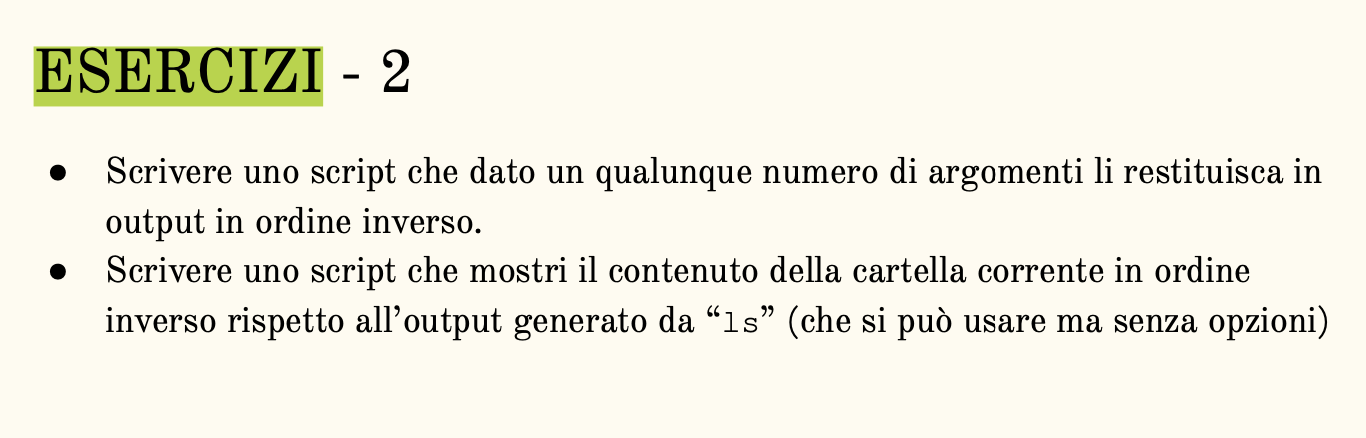 ESERCIZI - 2
● Scrivere uno script che dato un qualunque numero di argomenti li restituisca in
output in ordine inverso.
● Scrivere uno script che mostri il contenuto della cartella corrente in ordine
inverso rispetto all’output generato da “ls” (che si può usare ma senza opzioni)